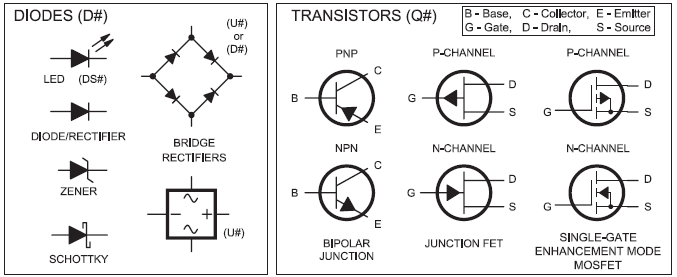 DIODES (D#)
LED (DS#)
DIODE/RECTIFIER
ZENER
SCHOTTKY
(U#)
or
(D#)
BRIDGE
RECTIFIERS
- +
(U#)
TRANSISTORS (Q#)
B - Base, C - Collector, E - Emitter
G - Gate, D - Drain, S - Source
PNP
B
C
E
NPN
B
C
E
BIPOLAR
JUNCTION
P-CHANNEL
G
D
S
N-CHANNEL
G
D
S
JUNCTION FET
P-CHANNEL
G
D
S
N-CHANNEL
G
D
S
SINGLE-GATE
ENHANCEMENT MODE
MOSFET